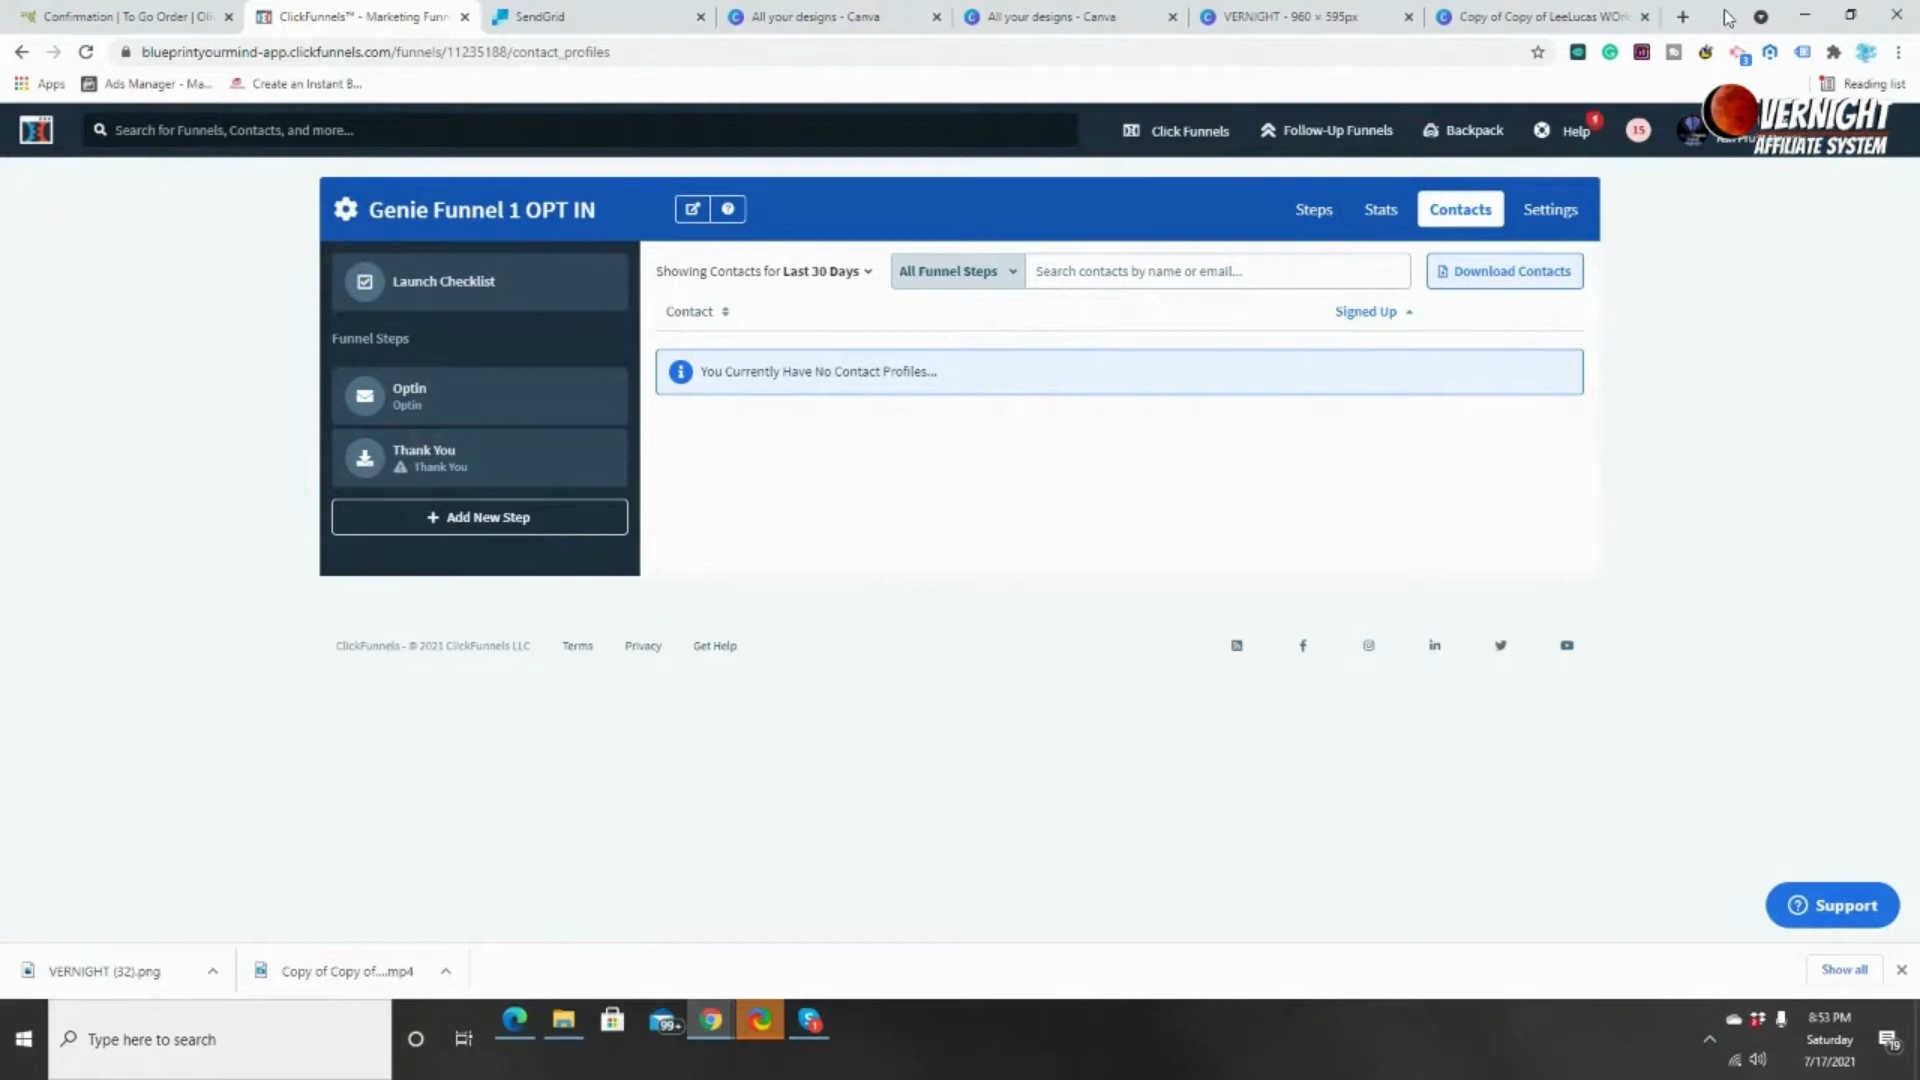 Confirmation | To Go Order | Oli
ClickFunnels™ - Marketing Funn
SendGrid
All your designs - Canva
All your designs - Canva
VERNIGHT - 960 × 595px
Copy of Copy of LeeLucas WOr
blueprintyourmind-app.clickfunnels.com/funnels/11235188/contact_profiles
3
Apps
Ads Manager - Ma...
Create an Instant B...
Reading list
Search for Funnels, Contacts, and more...
Click Funnels
Follow-Up Funnels
Backpack
Help
15
VERNIGHT
AFFILIATE SYSTEM
Genie Funnel 1 OPT IN
Steps
Stats
Contacts
Settings
Launch Checklist
Showing Contacts for Last 30 Days
All Funnel Steps
Search contacts by name or email...
Download Contacts
Contact
Signed Up
Funnel Steps
You Currently Have No Contact Profiles...
Optin
Optin
Thank You
Thank You
+ Add New Step
ClickFunnels - © 2021 ClickFunnels LLC
Terms
Privacy
Get Help
Support
VERNIGHT (32).png
Copy of Copy of....mp4
Show all
Type here to search
99+
1
8:53 PM
Saturday
7/17/2021
19